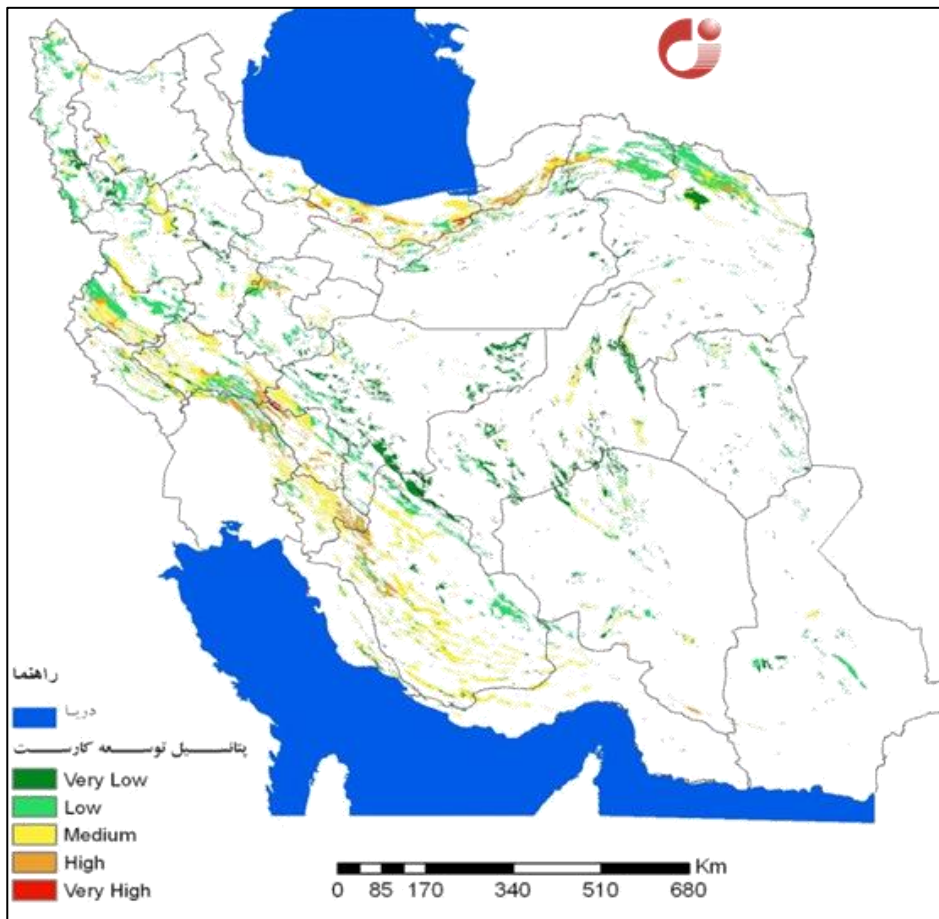 راهنما
دریا
پتانسیل توسعه کارست
Very Low
Low
Medium
High
Very High
Km
0 85 170 340 510 680